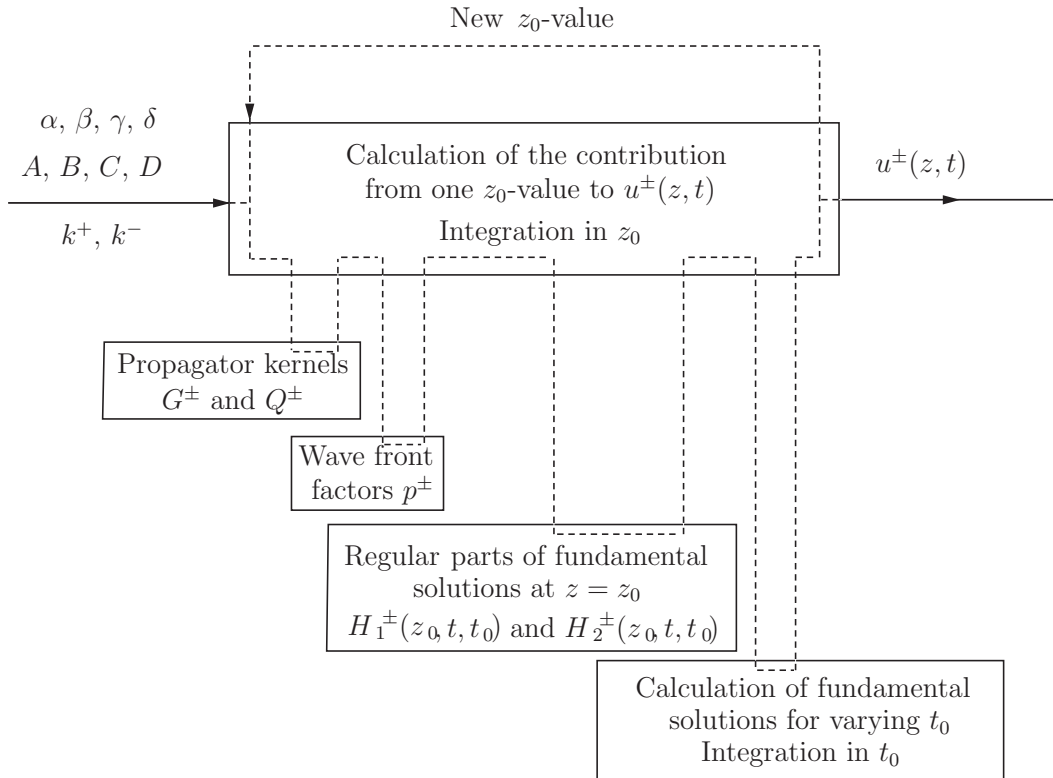 New z₀-value
α, β, γ, δ
A, B, C, D
k⁺, k⁻
Calculation of the contribution
from one z₀-value to u±(z, t)
Integration in z₀
u±(z, t)
Propagator kernels
G± and Q±
Wave front
factors p±
Regular parts of fundamental
solutions at z = z₀
H₁±(z₀, t, t₀) and H₂±(z₀, t, t₀)
Calculation of fundamental
solutions for varying t₀
Integration in t₀